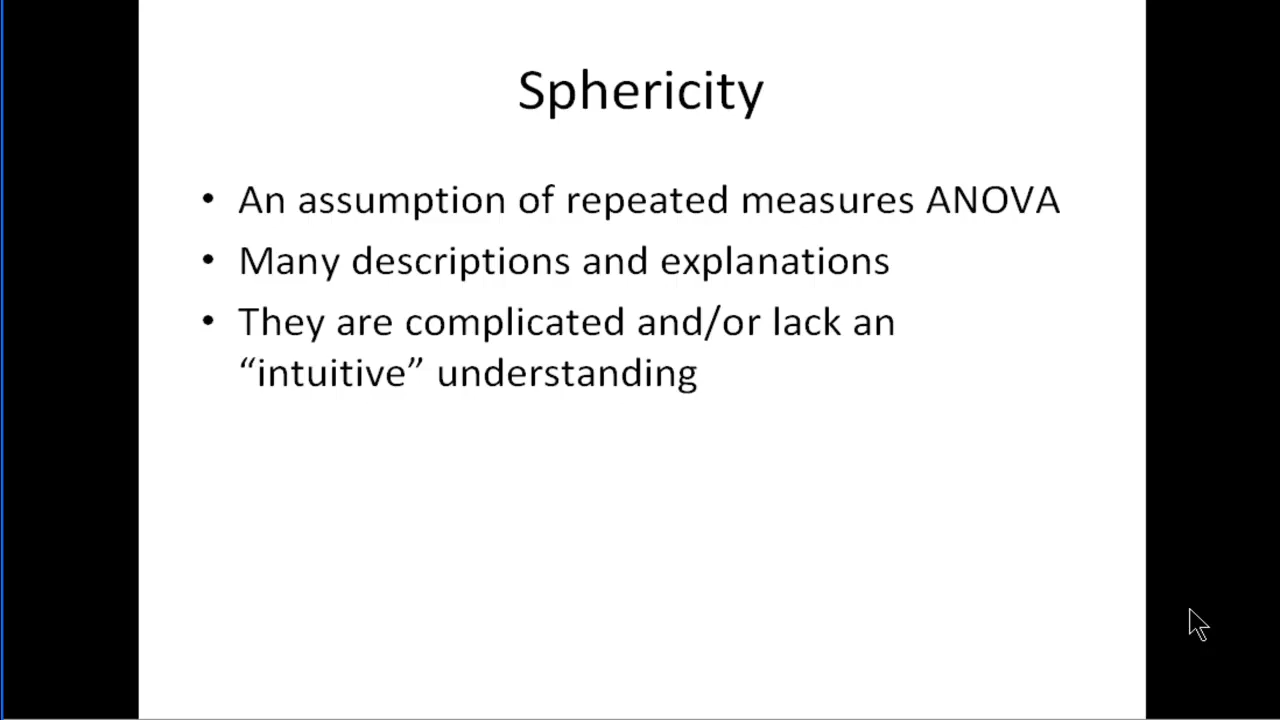 Sphericity
• An assumption of repeated measures ANOVA
• Many descriptions and explanations
• They are complicated and/or lack an
“intuitive” understanding